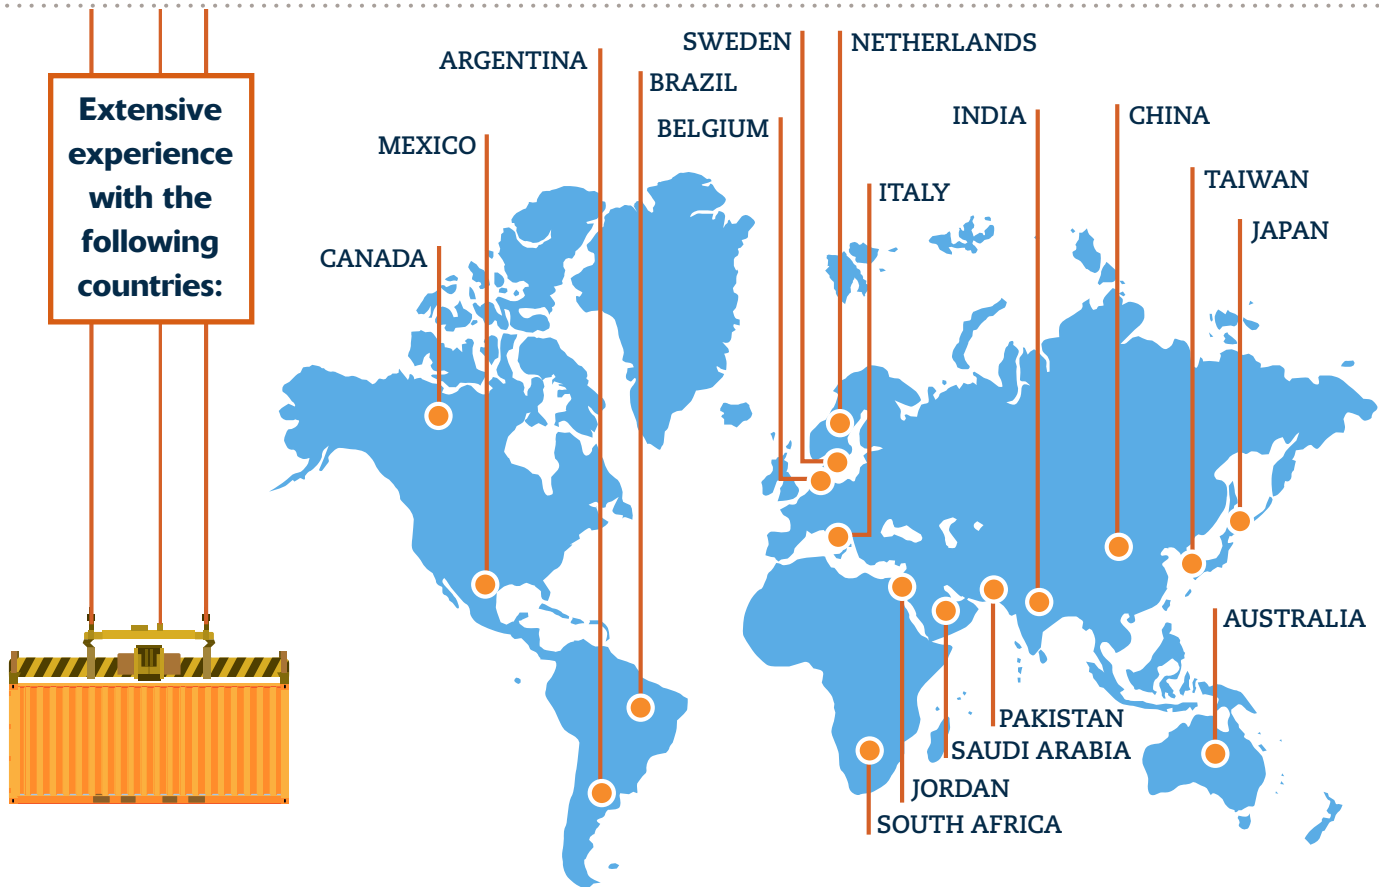 Extensive
experience
with the
following
countries:
SWEDEN
NETHERLANDS
ARGENTINA
BRAZIL
BELGIUM
MEXICO
INDIA
CHINA
ITALY
TAIWAN
JAPAN
CANADA
AUSTRALIA
PAKISTAN
SAUDI ARABIA
JORDAN
SOUTH AFRICA